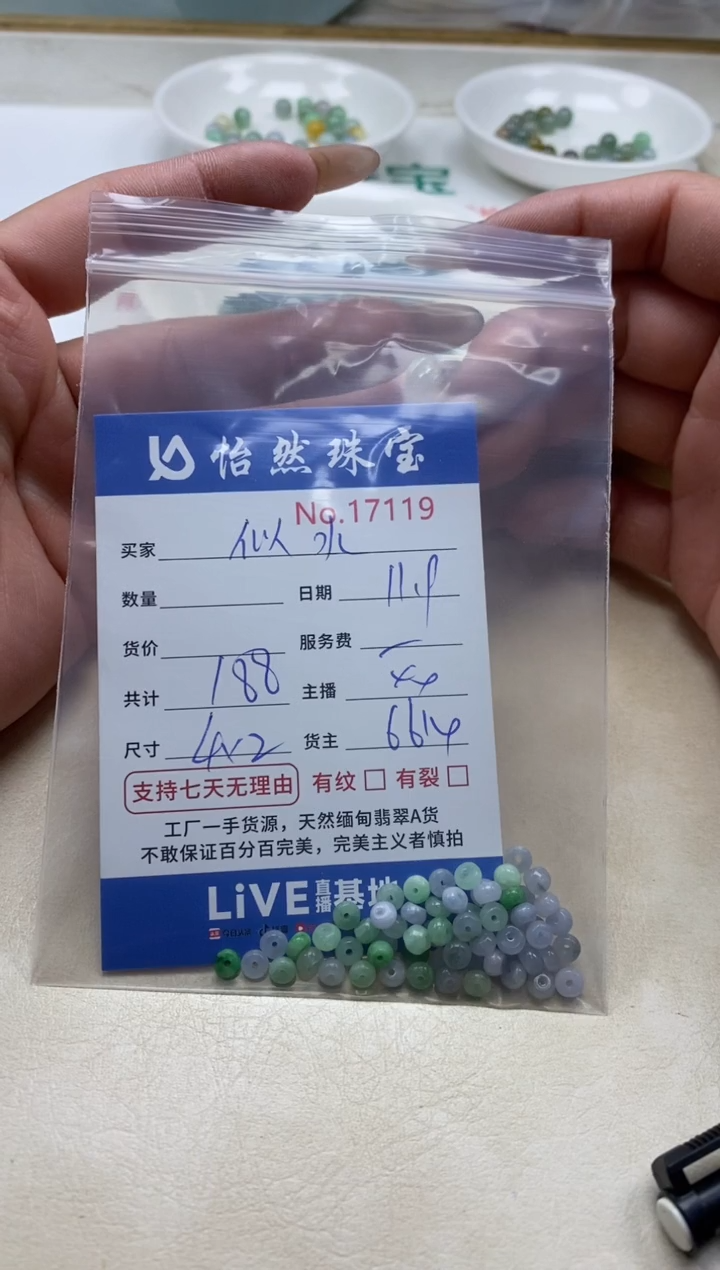 宝
怡然珠宝
No.17119
买家 似水
数量 日期 11.9
货价 服务费
共计 188 主播
尺寸 4x2 货主 6614
支持七天无理由 有纹 有裂
工厂一手货源，天然缅甸翡翠A货
不敢保证百分百完美，完美主义者慎拍
LiVE直播基地